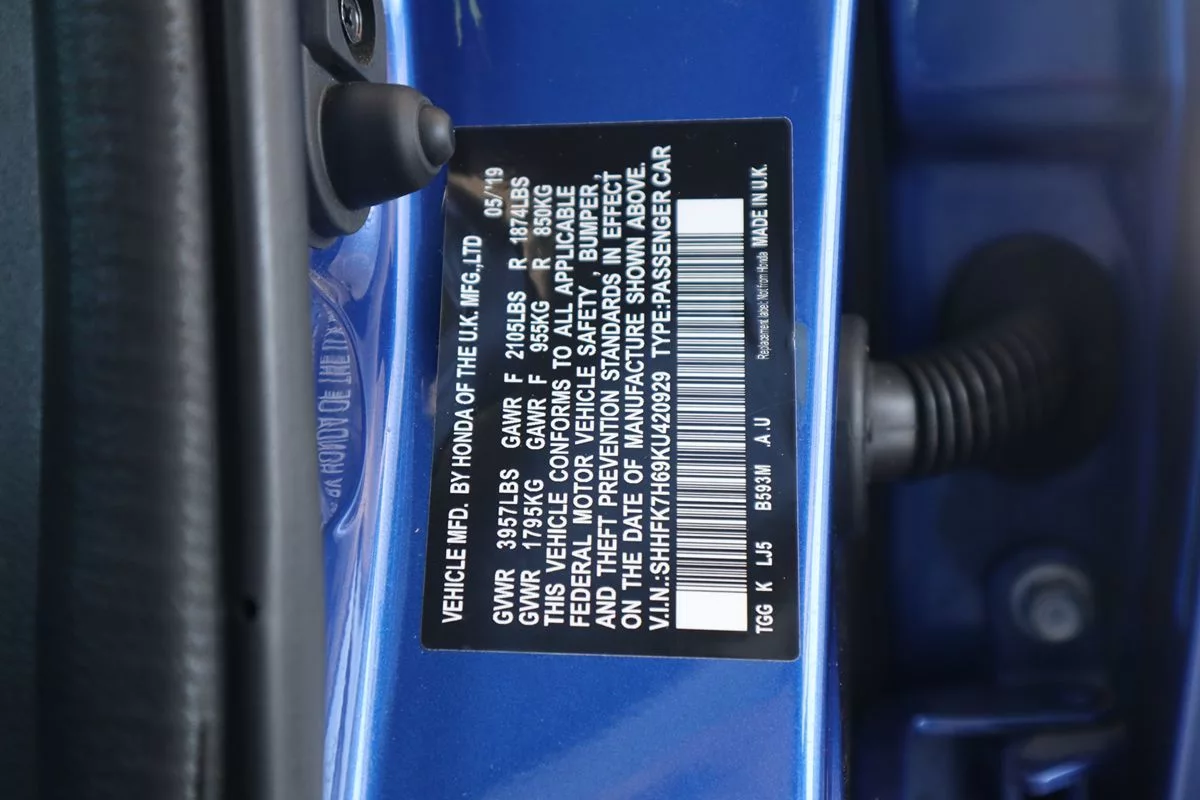 VEHICLE MFD. BY HONDA OF THE U.K. MFG.,LTD 05/'19
GVWR 3957LBS GAWR F 2105LBS R 1874LBS
GVWR 1795KG GAWR F 955KG R 850KG
THIS VEHICLE CONFORMS TO ALL APPLICABLE
FEDERAL MOTOR VEHICLE SAFETY , BUMPER ,
AND THEFT PREVENTION STANDARDS IN EFFECT
ON THE DATE OF MANUFACTURE SHOWN ABOVE.
V.I.N.:SHHFK7H69KU420929 TYPE:PASSENGER CAR
TGG K LJ5 B593M .A .U Replacement label: Not from Honda MADE IN U.K.